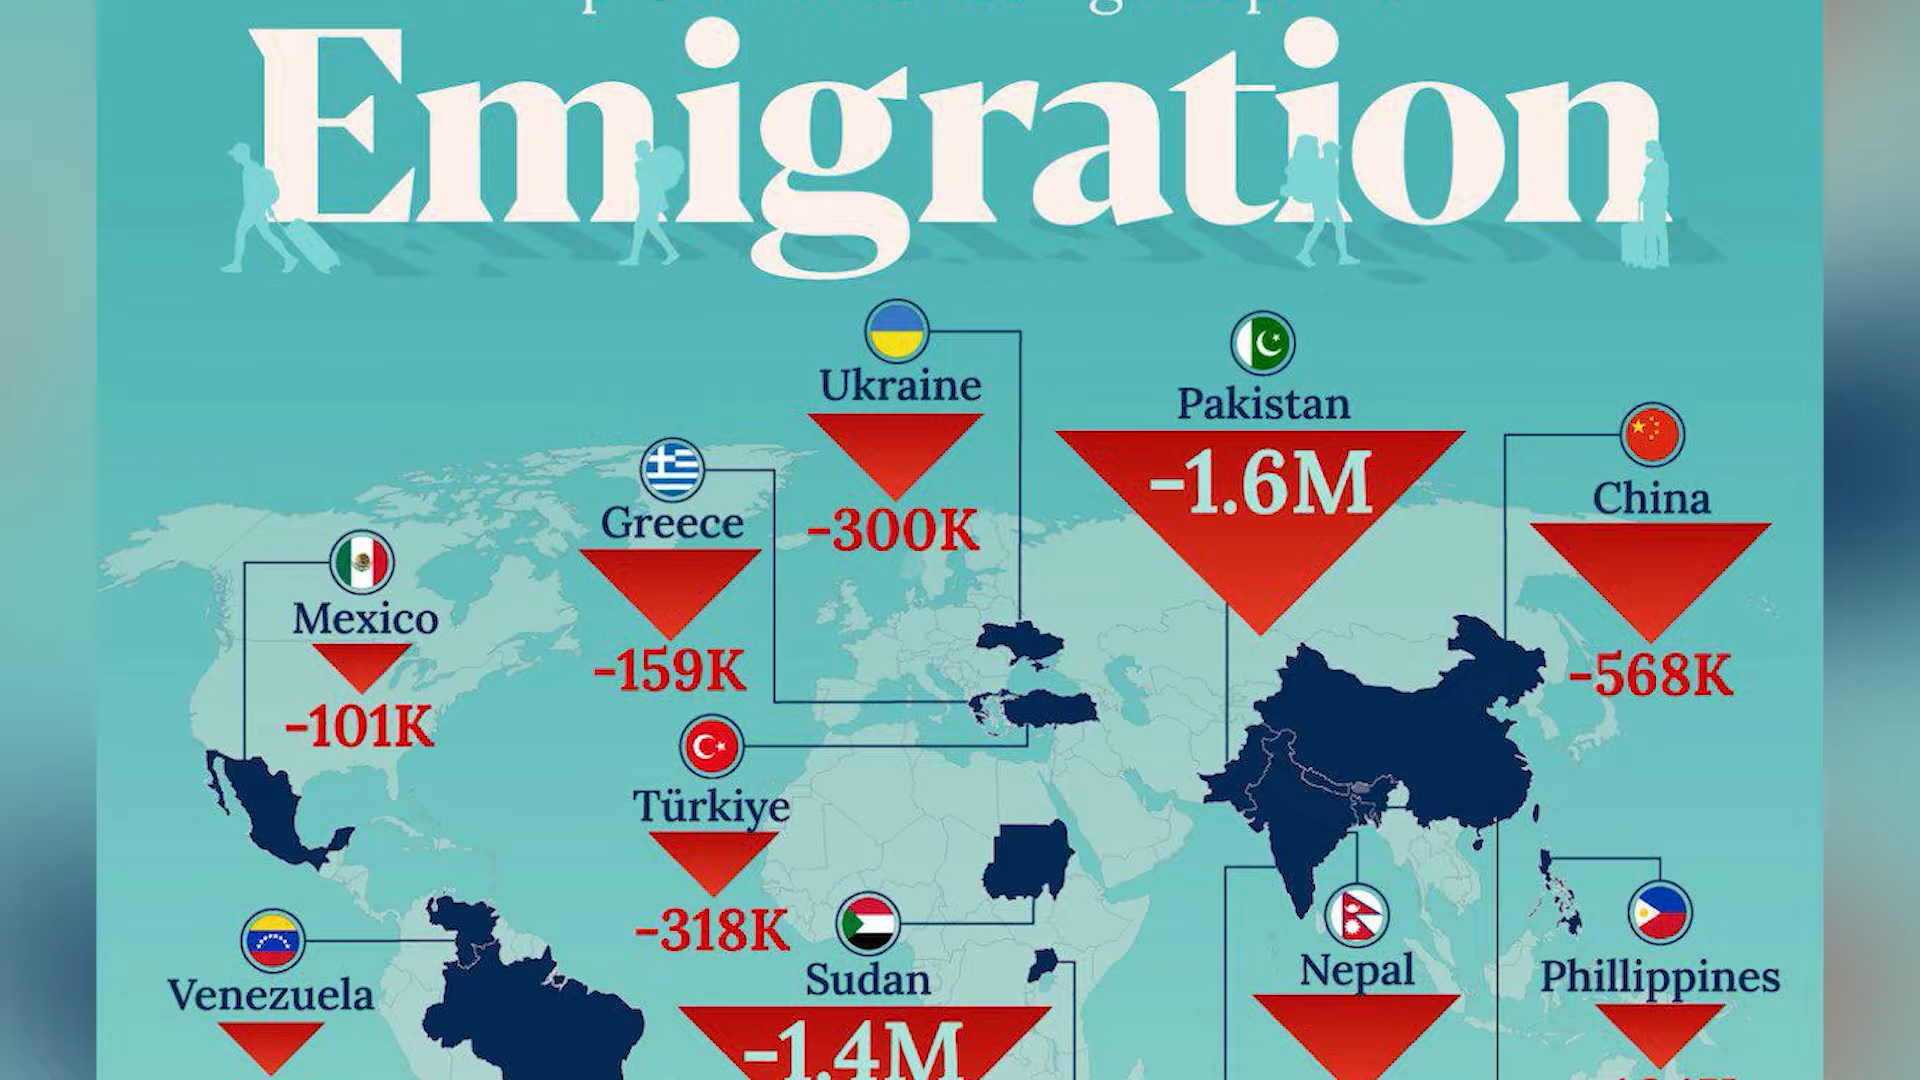 Emigration
Ukraine
-300K
Pakistan
-1.6M
China
-568K
Greece
-159K
Mexico
-101K
Türkiye
-318K
Venezuela
Sudan
-1.4M
Nepal
Phillippines